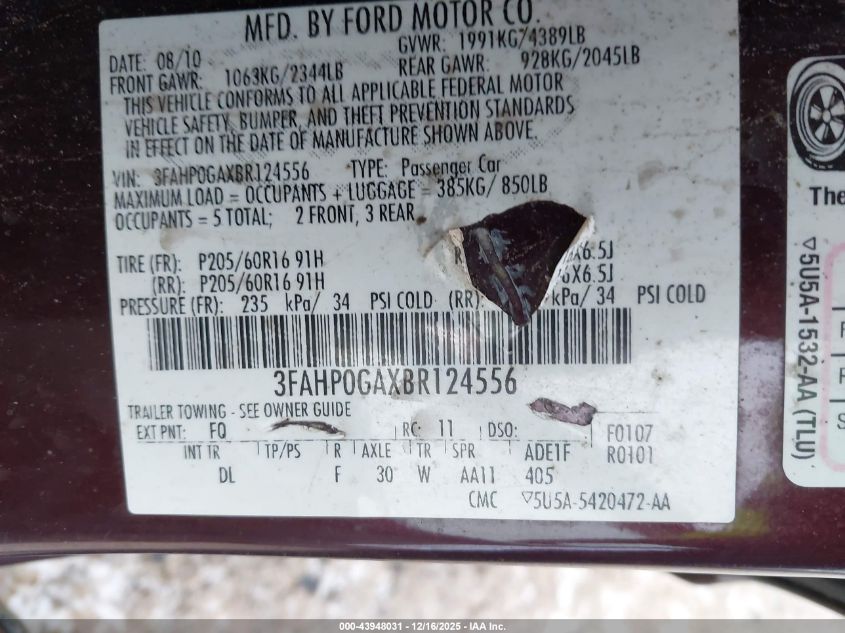 MFD. BY FORD MOTOR CO.
DATE: 08/10
GVWR: 1991KG/4389LB
FRONT GAWR: 1063KG/2344LB
REAR GAWR: 928KG/2045LB
THIS VEHICLE CONFORMS TO ALL APPLICABLE FEDERAL MOTOR
VEHICLE SAFETY, BUMPER, AND THEFT PREVENTION STANDARDS
IN EFFECT ON THE DATE OF MANUFACTURE SHOWN ABOVE.
VIN: 3FAHP0GAXBR124556 TYPE: Passenger Car
MAXIMUM LOAD = OCCUPANTS + LUGGAGE = 385KG/ 850LB
OCCUPANTS = 5 TOTAL; 2 FRONT, 3 REAR
TIRE (FR): P205/60R16 91H X6.5J
(RR): P205/60R16 91H 6X6.5J
PRESSURE (FR): 235 kPa/ 34 PSI COLD (RR): kPa/ 34 PSI COLD
3FAHP0GAXBR124556
TRAILER TOWING - SEE OWNER GUIDE
EXT PNT: FQ RC: 11 DSO: F0107
INT TR TP/PS R AXLE TR SPR ADE1F R0101
DL F 30 W AA11 405
CMC ▽5U5A-5420472-AA
The
▽5U5A-1532-AA (TLU)
000-43948031 - 12/16/2025 - IAA Inc.